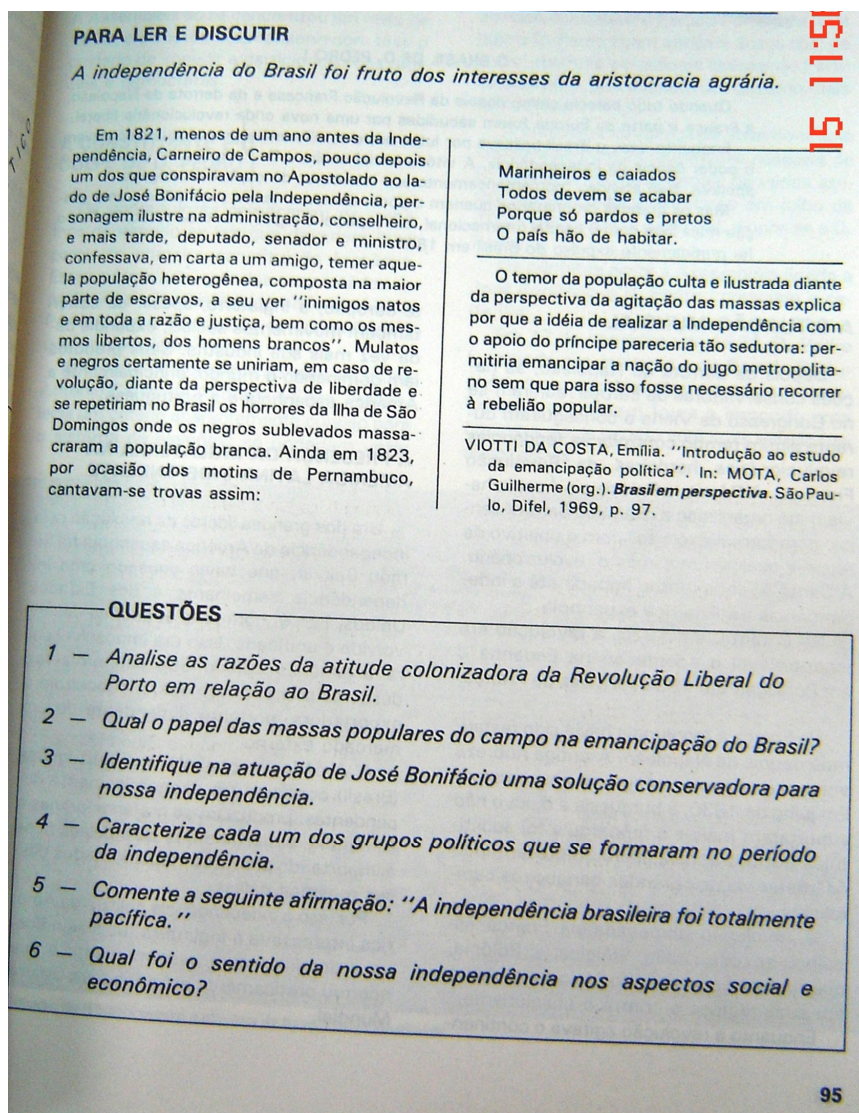 PARA LER E DISCUTIR
A independência do Brasil foi fruto dos interesses da aristocracia agrária.
Em 1821, menos de um ano antes da Inde-
pendência, Carneiro de Campos, pouco depois
um dos que conspiravam no Apostolado ao la-
do de José Bonifácio pela Independência, per-
sonagem ilustre na administração, conselheiro,
e mais tarde, deputado, senador e ministro,
confessava, em carta a um amigo, temer aque-
la população heterogênea, composta na maior
parte de escravos, a seu ver "inimigos natos
e em toda a razão e justiça, bem como os mes-
mos libertos, dos homens brancos". Mulatos
e negros certamente se uniriam, em caso de re-
volução, diante da perspectiva de liberdade e
se repetiriam no Brasil os horrores da Ilha de São
Domingos onde os negros sublevados massa-
craram a população branca. Ainda em 1823,
por ocasião dos motins de Pernambuco,
cantavam-se trovas assim:
Marinheiros e caiados
Todos devem se acabar
Porque só pardos e pretos
O país hão de habitar.
O temor da população culta e ilustrada diante
da perspectiva da agitação das massas explica
por que a idéia de realizar a Independência com
o apoio do príncipe pareceria tão sedutora: per-
mitiria emancipar a nação do jugo metropolita-
no sem que para isso fosse necessário recorrer
à rebelião popular.
VIOTTI DA COSTA, Emília. "Introdução ao estudo
da emancipação política". In: MOTA, Carlos
Guilherme (org.). Brasil em perspectiva. São Pau-
lo, Difel, 1969, p. 97.
QUESTÕES
1 — Analise as razões da atitude colonizadora da Revolução Liberal do
Porto em relação ao Brasil.
2 — Qual o papel das massas populares do campo na emancipação do Brasil?
3 — Identifique na atuação de José Bonifácio uma solução conservadora para
nossa independência.
4 — Caracterize cada um dos grupos políticos que se formaram no período
da independência.
5 — Comente a seguinte afirmação: "A independência brasileira foi totalmente
pacífica."
6 — Qual foi o sentido da nossa independência nos aspectos social e
econômico?
95